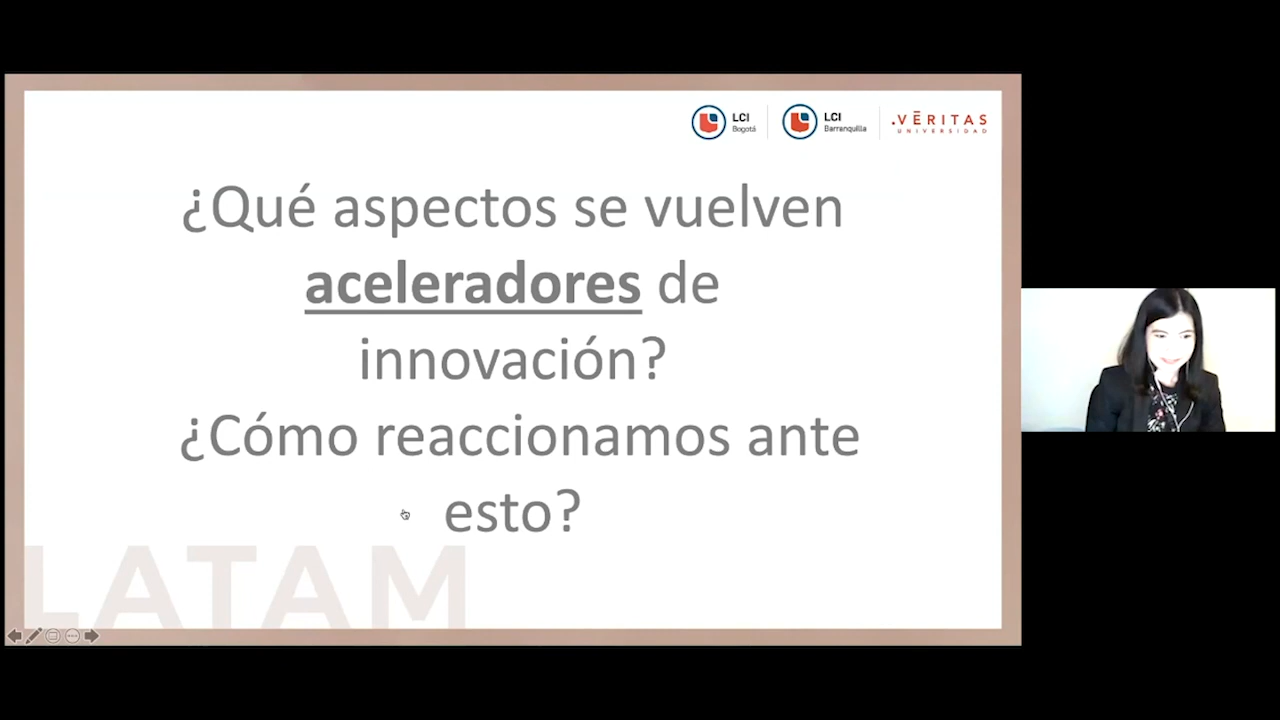 LCI
Bogotá
LCI
Barranquilla
.VĒRITAS
UNIVERSIDAD
¿Qué aspectos se vuelven
aceleradores de
innovación?
¿Cómo reaccionamos ante
esto?
LATAM